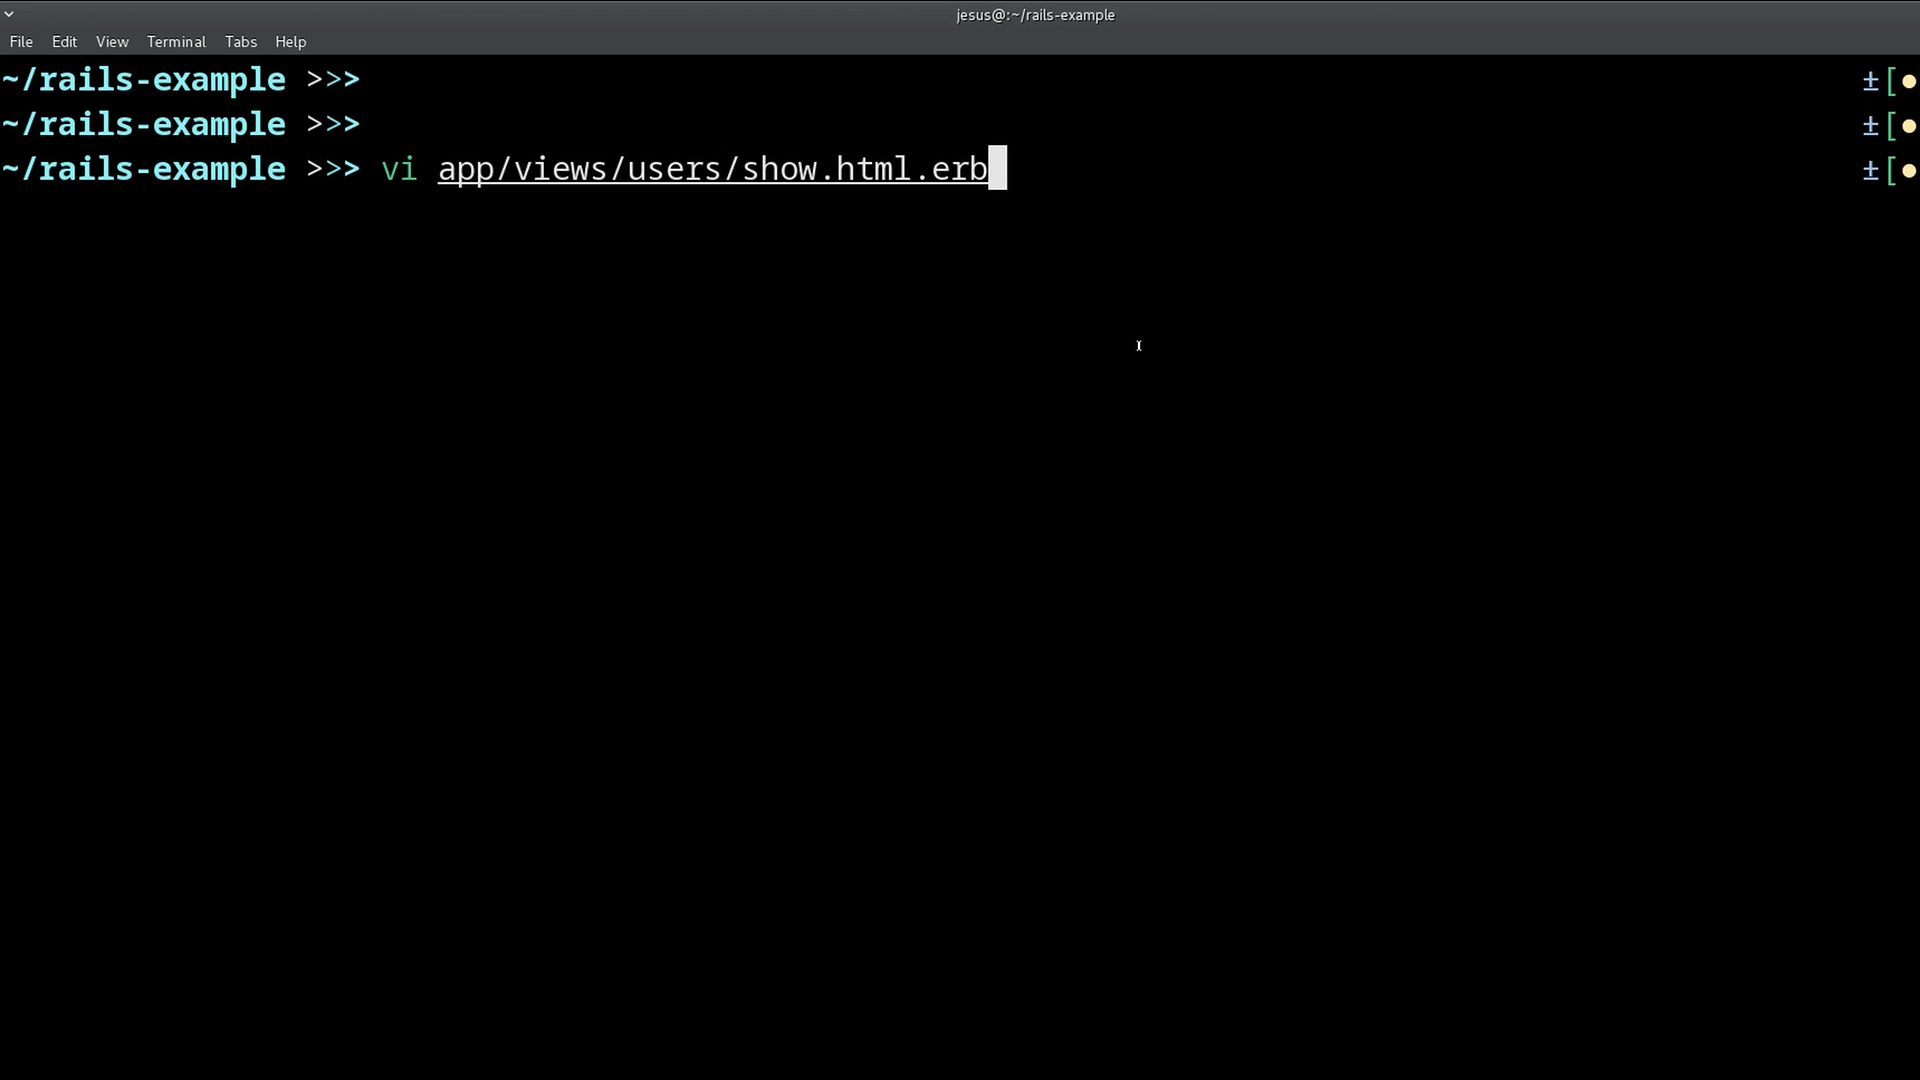 jesus@:~/rails-example
File Edit View Terminal Tabs Help
~/rails-example >>> ±[●
~/rails-example >>> ±[●
~/rails-example >>> vi app/views/users/show.html.erb ±[●